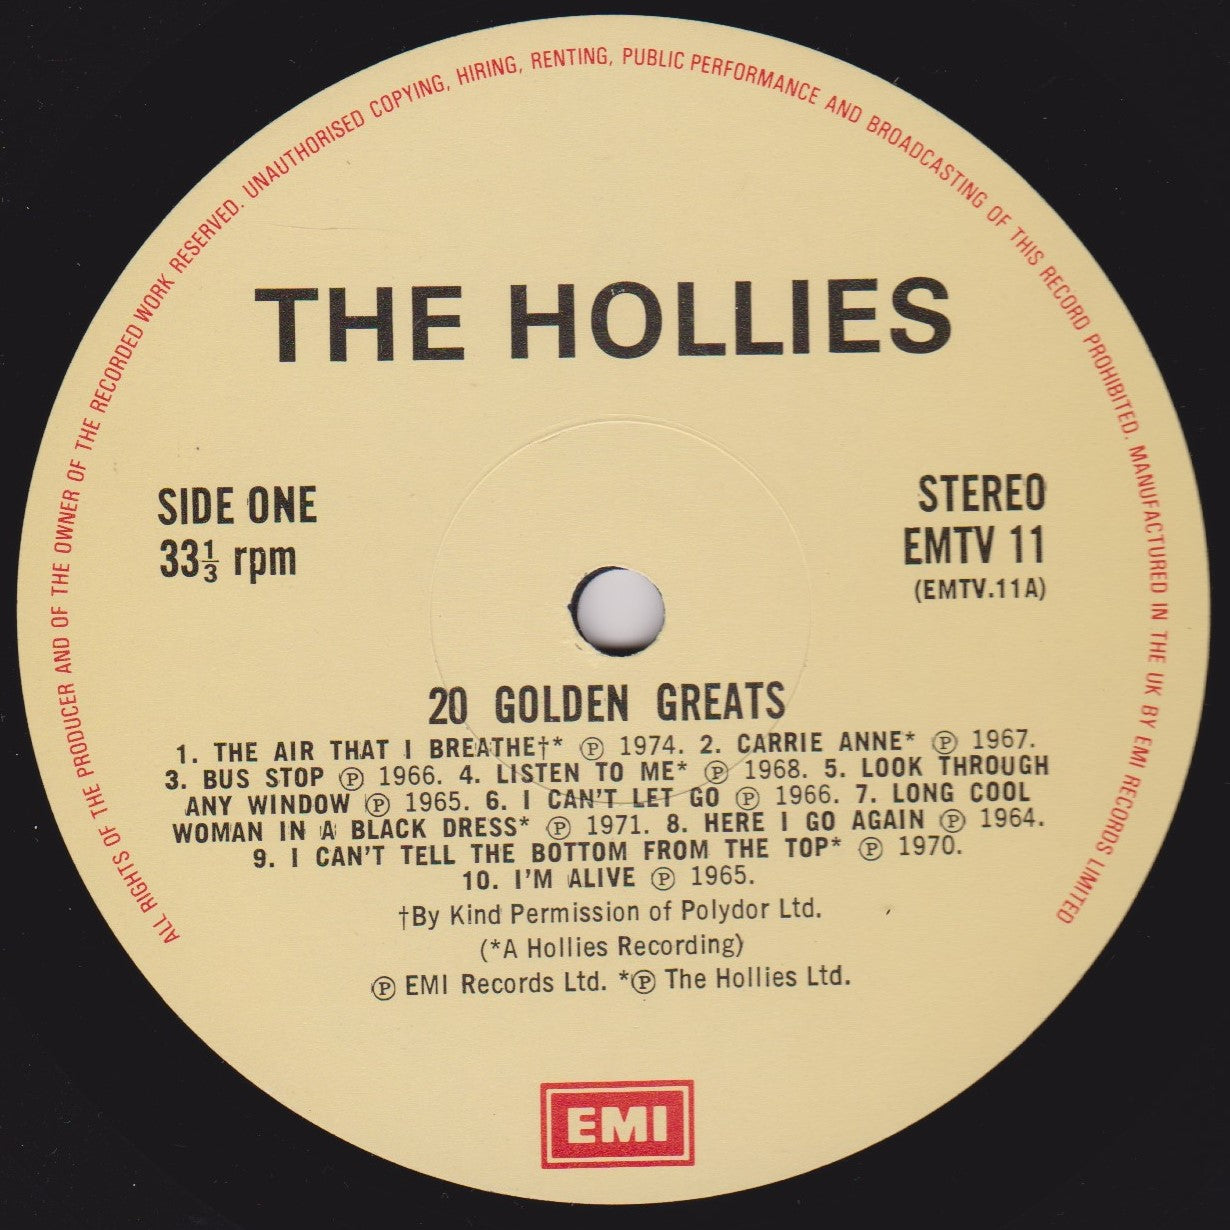 ALL RIGHTS OF THE PRODUCER AND OF THE OWNER OF THE RECORDED WORK RESERVED. UNAUTHORISED COPYING, HIRING, RENTING, PUBLIC PERFORMANCE AND BROADCASTING OF THIS RECORD PROHIBITED. MANUFACTURED IN THE UK BY EMI RECORDS LIMITED
THE HOLLIES
SIDE ONE
33⅓ rpm
STEREO
EMTV 11
(EMTV.11A)
20 GOLDEN GREATS
1. THE AIR THAT I BREATHE†* Ⓟ 1974. 2. CARRIE ANNE* Ⓟ 1967.
3. BUS STOP Ⓟ 1966. 4. LISTEN TO ME* Ⓟ 1968. 5. LOOK THROUGH
ANY WINDOW Ⓟ 1965. 6. I CAN'T LET GO Ⓟ 1966. 7. LONG COOL
WOMAN IN A BLACK DRESS* Ⓟ 1971. 8. HERE I GO AGAIN Ⓟ 1964.
9. I CAN'T TELL THE BOTTOM FROM THE TOP* Ⓟ 1970.
10. I'M ALIVE Ⓟ 1965.
†By Kind Permission of Polydor Ltd.
(*A Hollies Recording)
Ⓟ EMI Records Ltd. *Ⓟ The Hollies Ltd.
EMI